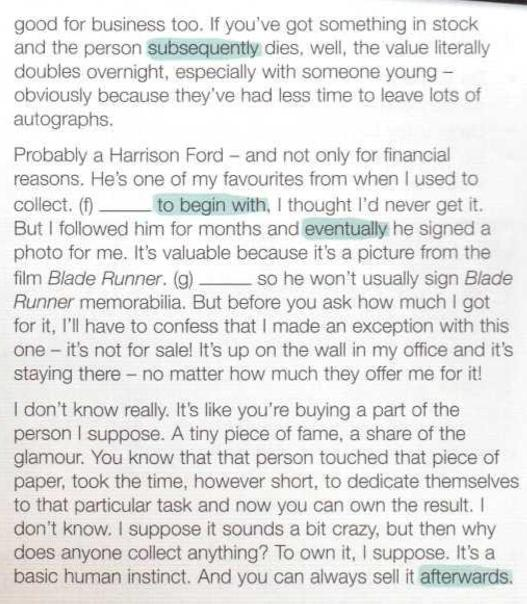 good for business too. If you've got something in stock
and the person subsequently dies, well, the value literally
doubles overnight, especially with someone young –
obviously because they've had less time to leave lots of
autographs.
Probably a Harrison Ford – and not only for financial
reasons. He's one of my favourites from when I used to
collect. (f) ______ to begin with, I thought I'd never get it.
But I followed him for months and eventually he signed a
photo for me. It's valuable because it's a picture from the
film Blade Runner. (g) ______ so he won't usually sign Blade
Runner memorabilia. But before you ask how much I got
for it, I'll have to confess that I made an exception with this
one – it's not for sale! It's up on the wall in my office and it's
staying there – no matter how much they offer me for it!
I don't know really. It's like you're buying a part of the
person I suppose. A tiny piece of fame, a share of the
glamour. You know that that person touched that piece of
paper, took the time, however short, to dedicate themselves
to that particular task and now you can own the result. I
don't know. I suppose it sounds a bit crazy, but then why
does anyone collect anything? To own it, I suppose. It's a
basic human instinct. And you can always sell it afterwards.